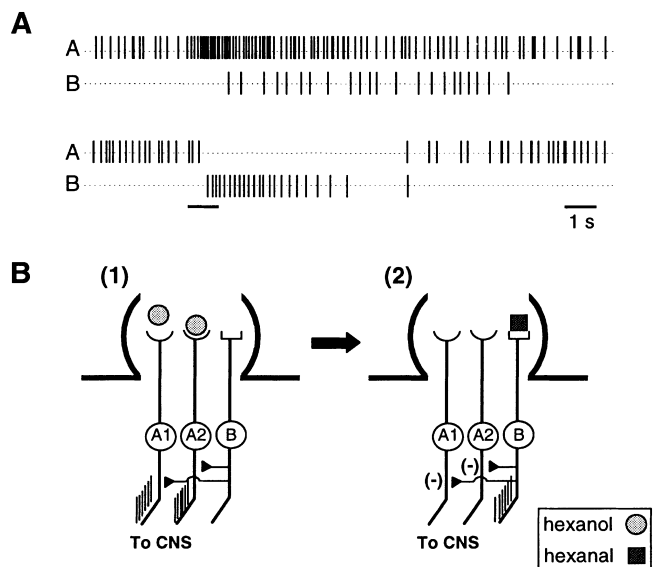 A
A
B
A
B
1 s
B
(1)
(2)
A1 A2 B
A1 A2 B
(-)
(-)
To CNS
To CNS
hexanol
hexanal